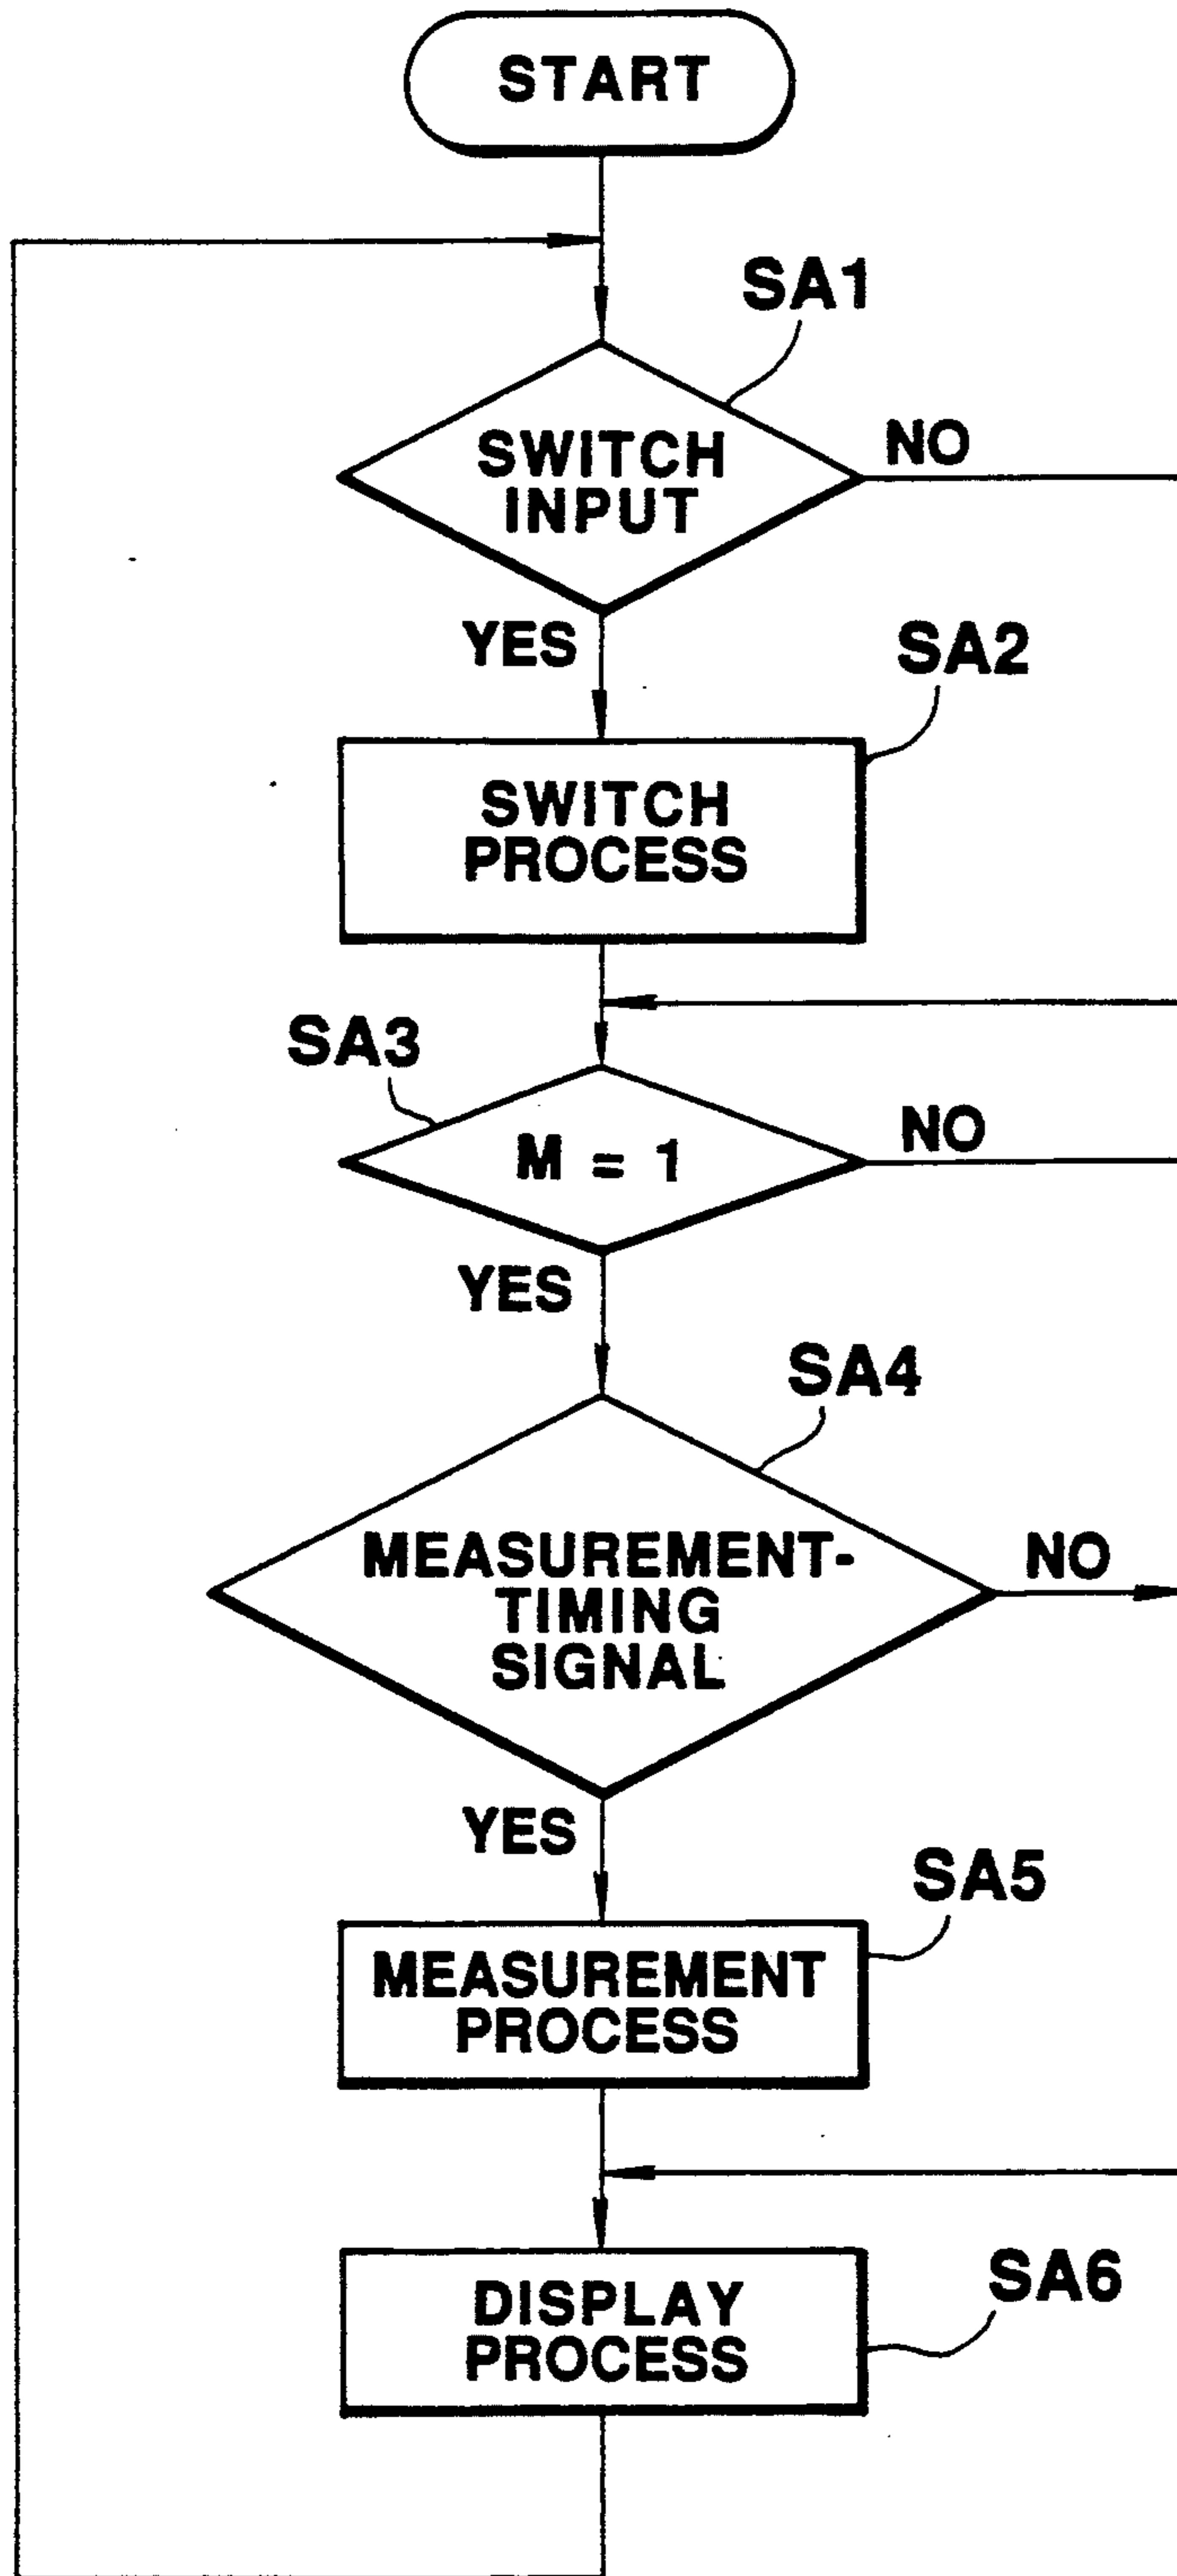 START
SA1
SWITCH
INPUT
NO
YES
SA2
SWITCH
PROCESS
SA3
M = 1
NO
YES
SA4
MEASUREMENT-
TIMING
SIGNAL
NO
YES
SA5
MEASUREMENT
PROCESS
SA6
DISPLAY
PROCESS